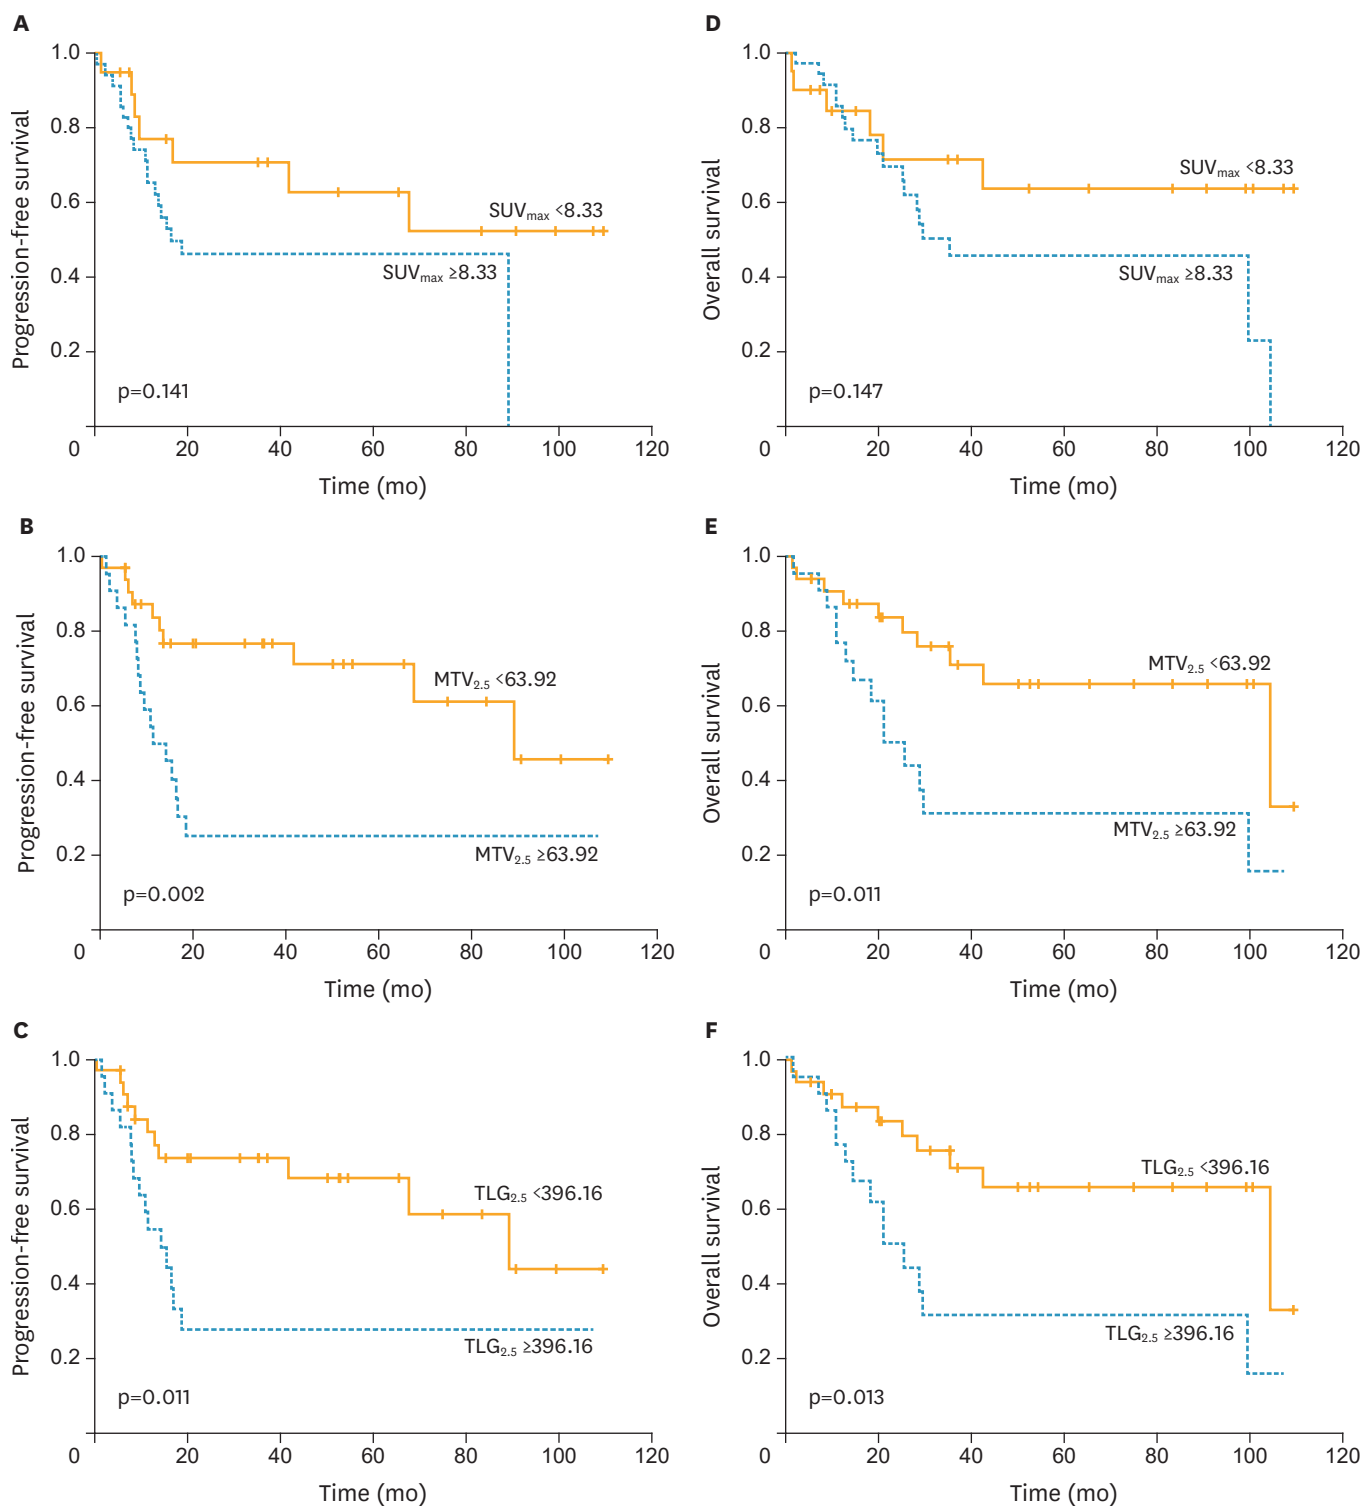 A
Progression-free survival
1.0
0.8
0.6
0.4
0.2
SUVmax <8.33
SUVmax ≥8.33
p=0.141
0 20 40 60 80 100 120
Time (mo)
D
Overall survival
1.0
0.8
0.6
0.4
0.2
SUVmax <8.33
SUVmax ≥8.33
p=0.147
0 20 40 60 80 100 120
Time (mo)
B
Progression-free survival
1.0
0.8
0.6
0.4
0.2
MTV2.5 <63.92
MTV2.5 ≥63.92
p=0.002
0 20 40 60 80 100 120
Time (mo)
E
Overall survival
1.0
0.8
0.6
0.4
0.2
MTV2.5 <63.92
MTV2.5 ≥63.92
p=0.011
0 20 40 60 80 100 120
Time (mo)
C
Progression-free survival
1.0
0.8
0.6
0.4
0.2
TLG2.5 <396.16
TLG2.5 ≥396.16
p=0.011
0 20 40 60 80 100 120
Time (mo)
F
Overall survival
1.0
0.8
0.6
0.4
0.2
TLG2.5 <396.16
TLG2.5 ≥396.16
p=0.013
0 20 40 60 80 100 120
Time (mo)